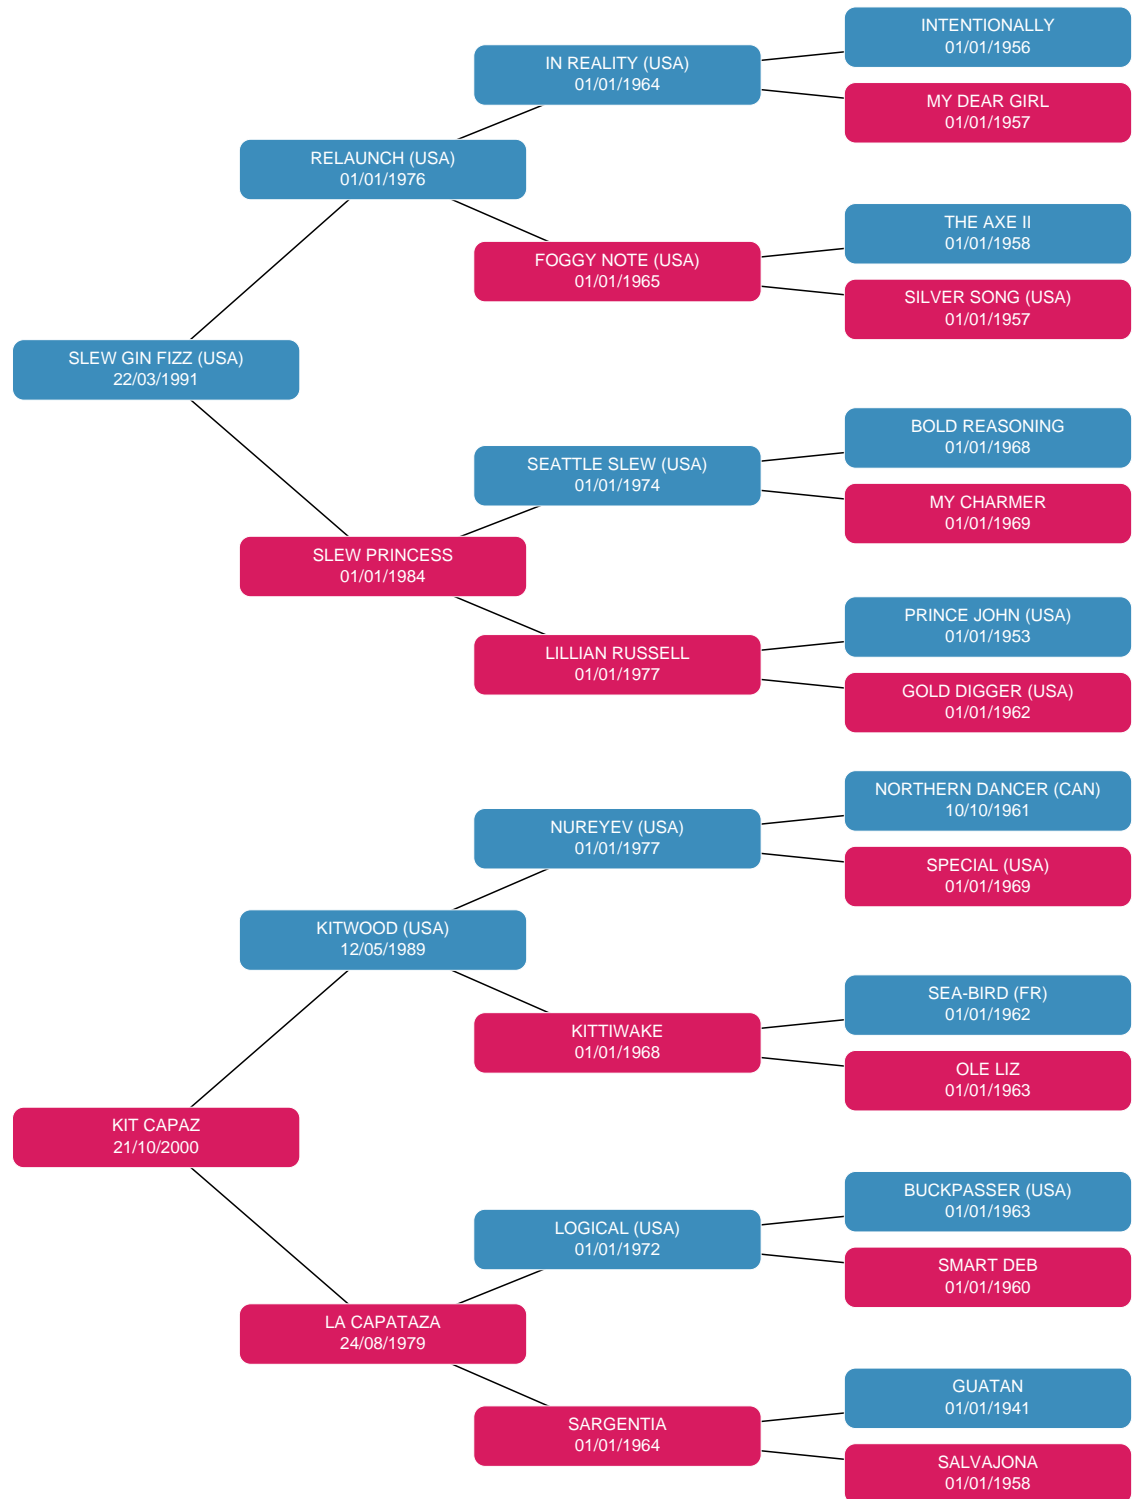 INTENTIONALLY
01/01/1956
IN REALITY (USA)
01/01/1964
MY DEAR GIRL
01/01/1957
RELAUNCH (USA)
01/01/1976
THE AXE II
01/01/1958
FOGGY NOTE (USA)
01/01/1965
SILVER SONG (USA)
01/01/1957
SLEW GIN FIZZ (USA)
22/03/1991
BOLD REASONING
01/01/1968
SEATTLE SLEW (USA)
01/01/1974
MY CHARMER
01/01/1969
SLEW PRINCESS
01/01/1984
PRINCE JOHN (USA)
01/01/1953
LILLIAN RUSSELL
01/01/1977
GOLD DIGGER (USA)
01/01/1962
NORTHERN DANCER (CAN)
10/10/1961
NUREYEV (USA)
01/01/1977
SPECIAL (USA)
01/01/1969
KITWOOD (USA)
12/05/1989
SEA-BIRD (FR)
01/01/1962
KITTIWAKE
01/01/1968
OLE LIZ
01/01/1963
KIT CAPAZ
21/10/2000
BUCKPASSER (USA)
01/01/1963
LOGICAL (USA)
01/01/1972
SMART DEB
01/01/1960
LA CAPATAZA
24/08/1979
GUATAN
01/01/1941
SARGENTIA
01/01/1964
SALVAJONA
01/01/1958